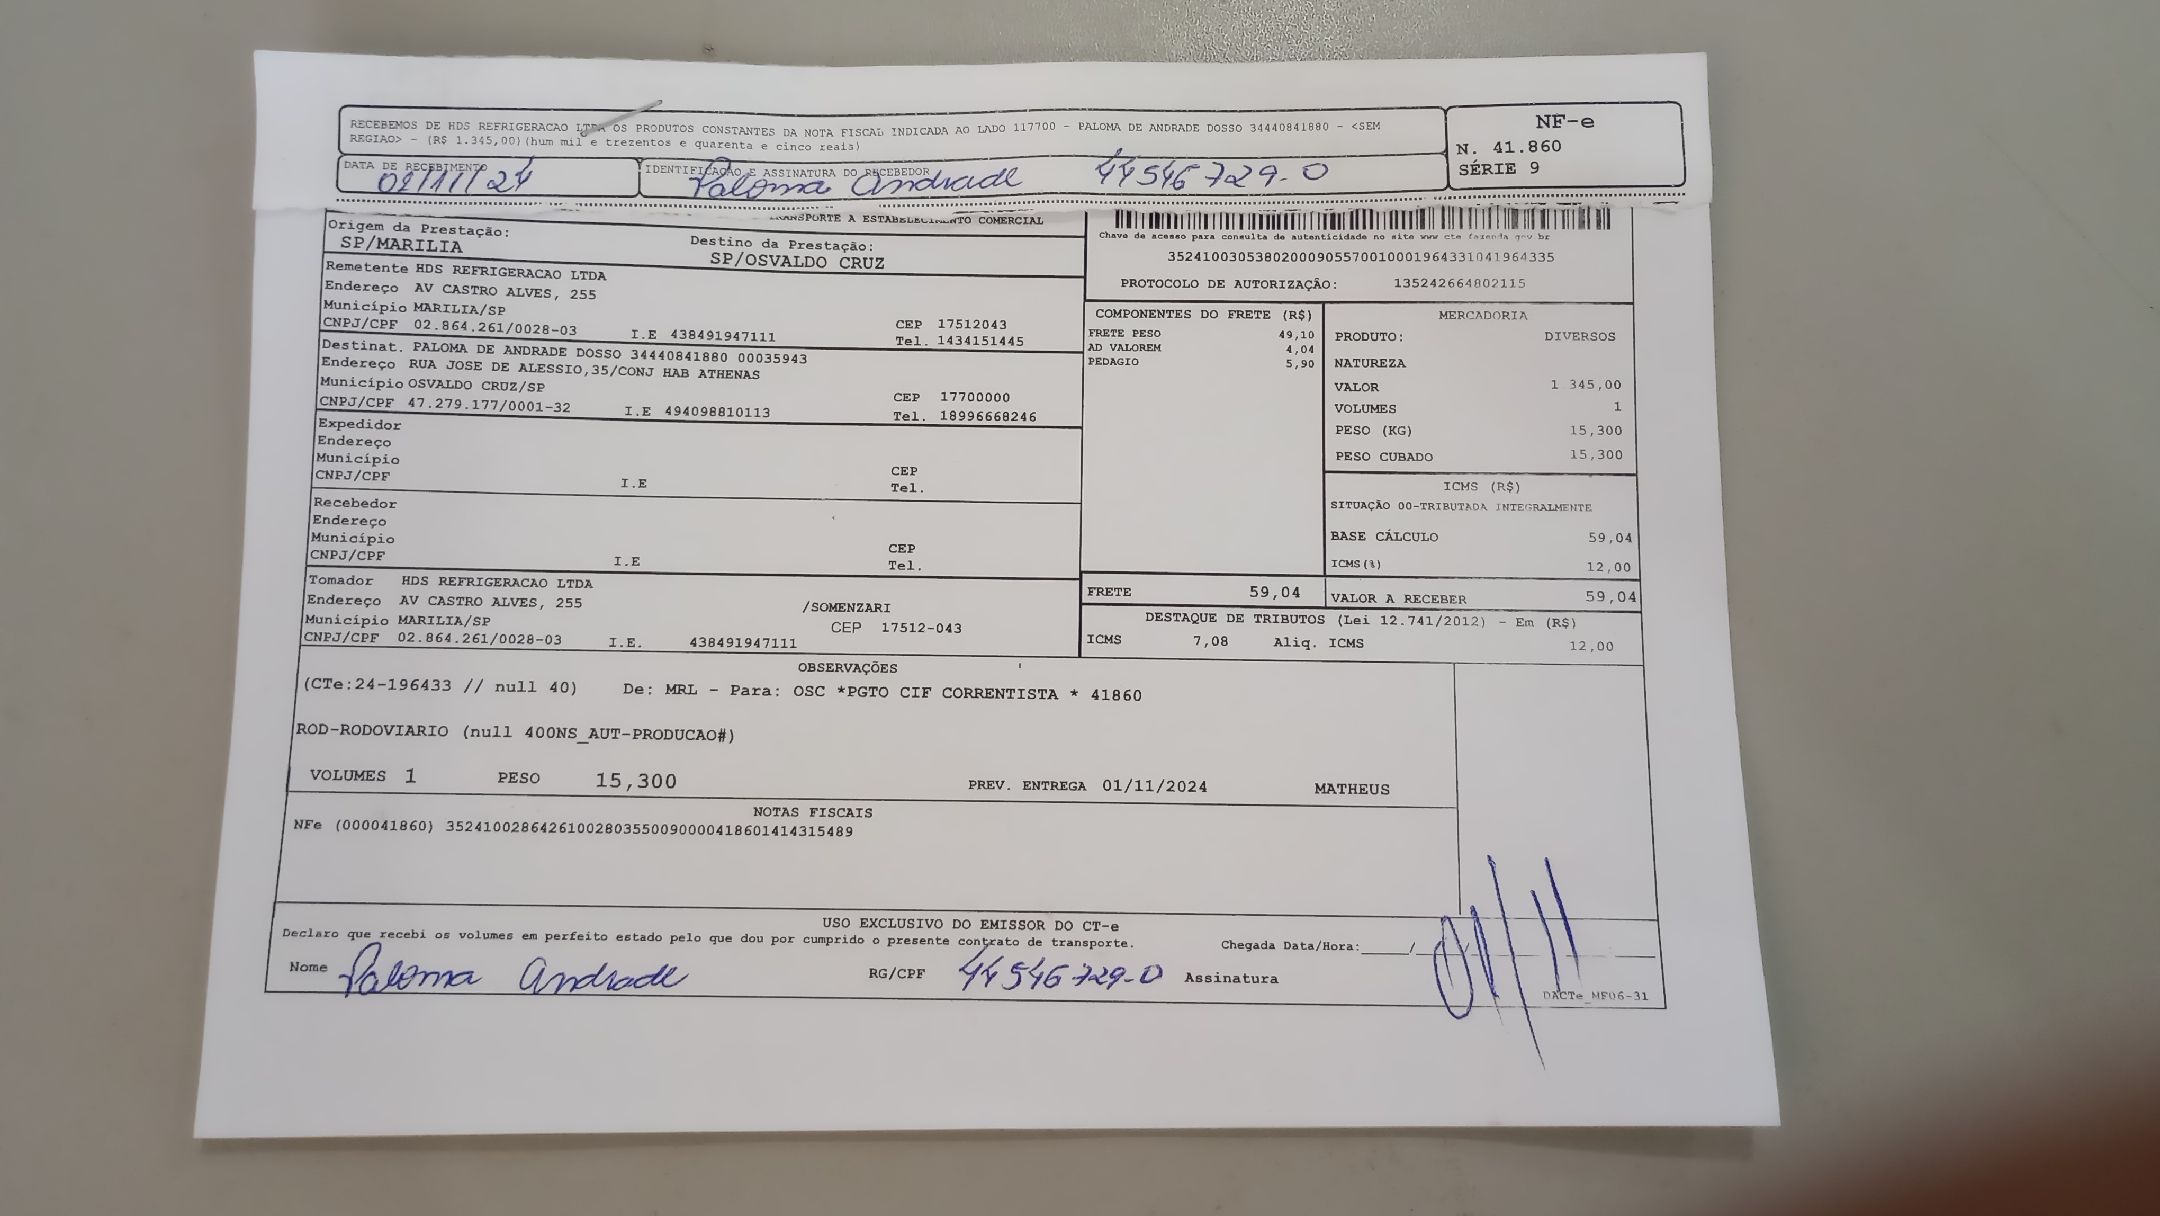 RECEBEMOS DE HDS REFRIGERACAO LTDA OS PRODUTOS CONSTANTES DA NOTA FISCAL INDICADA AO LADO 117700 - PALOMA DE ANDRADE DOSSO 34440841880 - <SEM
REGIAO> - (R$ 1.345,00)(hum mil e trezentos e quarenta e cinco reais)
NF-e
N. 41.860
SÉRIE 9
DATA DE RECEBIMENTO
01/11/24
IDENTIFICAÇÃO E ASSINATURA DO RECEBEDOR
Paloma Andrade 44546729-0
TRANSPORTE A ESTABELECIMENTO COMERCIAL
Origem da Prestação:
SP/MARILIA
Destino da Prestação:
SP/OSVALDO CRUZ
Chave de acesso para consulta de autenticidade no site www cte fazenda gov br
35241003053802000905570010001964331041964335
PROTOCOLO DE AUTORIZAÇÃO: 135242664802115
Remetente HDS REFRIGERACAO LTDA
Endereço AV CASTRO ALVES, 255
Município MARILIA/SP CEP 17512043
CNPJ/CPF 02.864.261/0028-03 I.E 438491947111 Tel. 1434151445
Destinat. PALOMA DE ANDRADE DOSSO 34440841880 00035943
Endereço RUA JOSE DE ALESSIO,35/CONJ HAB ATHENAS
Município OSVALDO CRUZ/SP CEP 17700000
CNPJ/CPF 47.279.177/0001-32 I.E 494098810113 Tel. 18996668246
Expedidor
Endereço
Município CEP
CNPJ/CPF I.E Tel.
Recebedor
Endereço
Município CEP
CNPJ/CPF I.E Tel.
Tomador HDS REFRIGERACAO LTDA
Endereço AV CASTRO ALVES, 255 /SOMENZARI
Município MARILIA/SP CEP 17512-043
CNPJ/CPF 02.864.261/0028-03 I.E. 438491947111
COMPONENTES DO FRETE (R$)
FRETE PESO 49,10
AD VALOREM 4,04
PEDAGIO 5,90
MERCADORIA
PRODUTO: DIVERSOS
NATUREZA
VALOR 1 345,00
VOLUMES 1
PESO (KG) 15,300
PESO CUBADO 15,300
ICMS (R$)
SITUAÇÃO 00-TRIBUTADA INTEGRALMENTE
BASE CÁLCULO 59,04
ICMS(%) 12,00
FRETE 59,04
VALOR A RECEBER 59,04
DESTAQUE DE TRIBUTOS (Lei 12.741/2012) - Em (R$)
ICMS 7,08 Aliq. ICMS 12,00
OBSERVAÇÕES
(CTe:24-196433 // null 40) De: MRL - Para: OSC *PGTO CIF CORRENTISTA * 41860
ROD-RODOVIARIO (null 400NS_AUT-PRODUCAO#)
VOLUMES 1 PESO 15,300 PREV. ENTREGA 01/11/2024 MATHEUS
NOTAS FISCAIS
NFe (000041860) 35241002864261002803550090000418601414315489
USO EXCLUSIVO DO EMISSOR DO CT-e
Declaro que recebi os volumes em perfeito estado pelo que dou por cumprido o presente contrato de transporte. Chegada Data/Hora:____/
Nome Paloma Andrade RG/CPF 44546729-0 Assinatura
01/11
DACTe_MF06-31